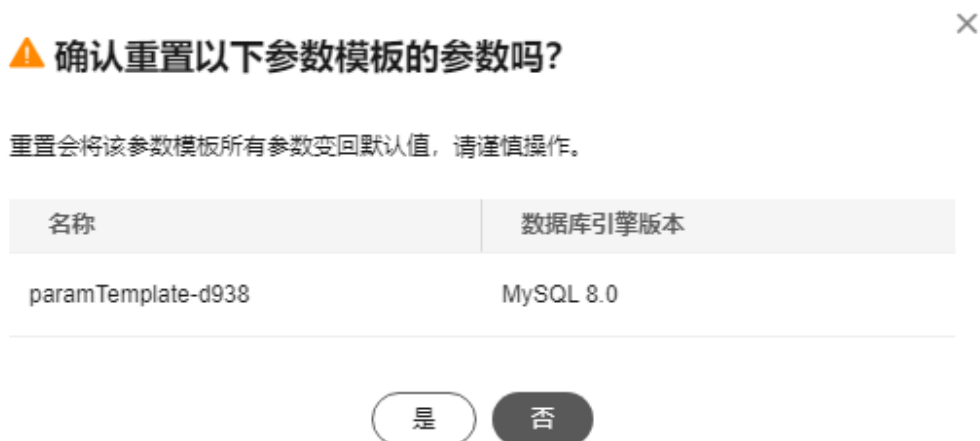 确认重置以下参数模板的参数吗？
重置会将该参数模板所有参数变回默认值，请谨慎操作。
名称 数据库引擎版本
paramTemplate-d938 MySQL 8.0
是 否